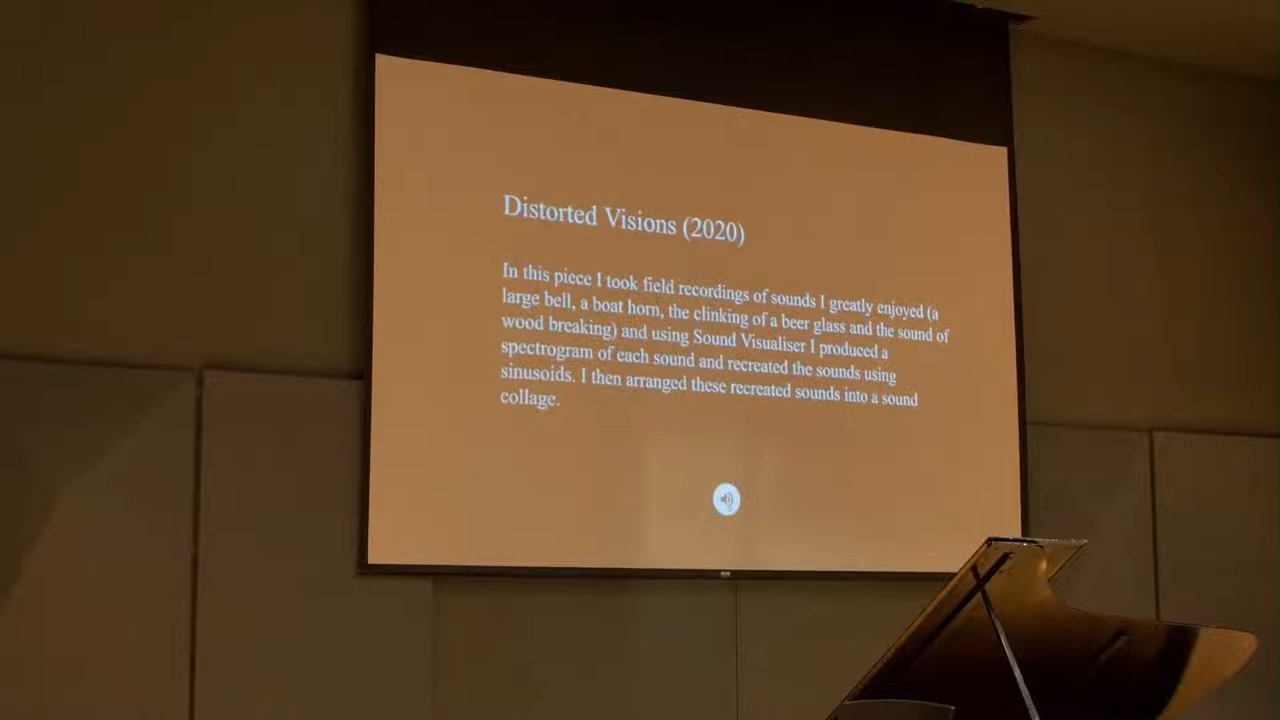 Distorted Visions (2020)
In this piece I took field recordings of sounds I greatly enjoyed (a
large bell, a boat horn, the clinking of a beer glass and the sound of
wood breaking) and using Sound Visualiser I produced a
spectrogram of each sound and recreated the sounds using
sinusoids. I then arranged these recreated sounds into a sound
collage.